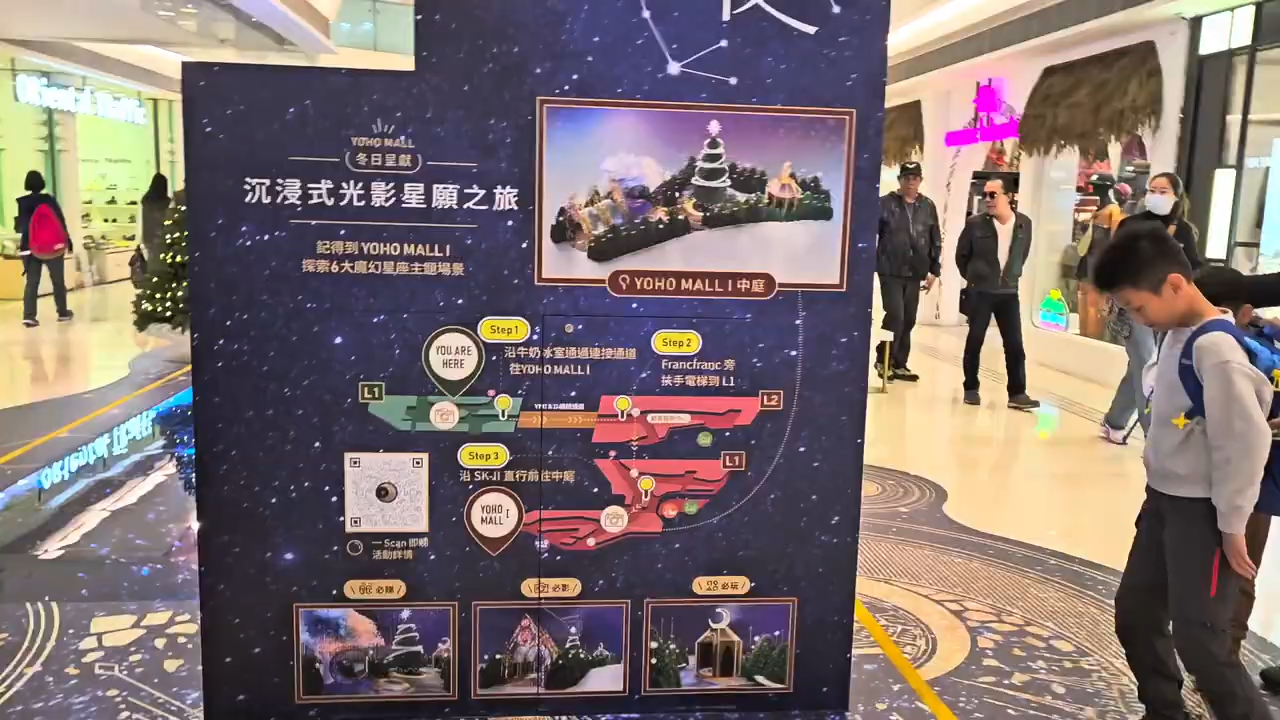 夜
YOHO MALL
冬日呈獻
沉浸式光影星願之旅
記得到 YOHO MALL I
探索6大魔幻星座主題場景
YOHO MALL I 中庭
Step 1
YOU ARE
HERE
沿牛奶冰室通過連接通道
往YOHO MALL I
Step 2
Francfranc 旁
扶手電梯到 L1
L1
L2
Step 3
沿 SK-II 直行前往中庭
L1
YOHO
MALL I
一 Scan 即睇
活動詳情
必睇
必影
必玩